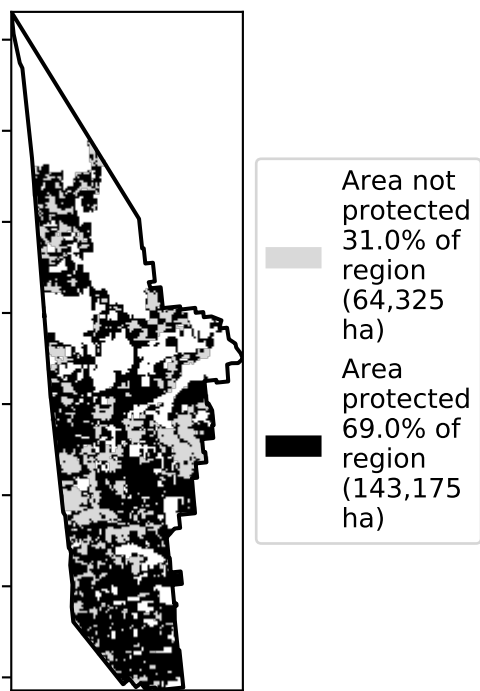 Area not
protected
31.0% of
region
(64,325
ha)
Area
protected
69.0% of
region
(143,175
ha)